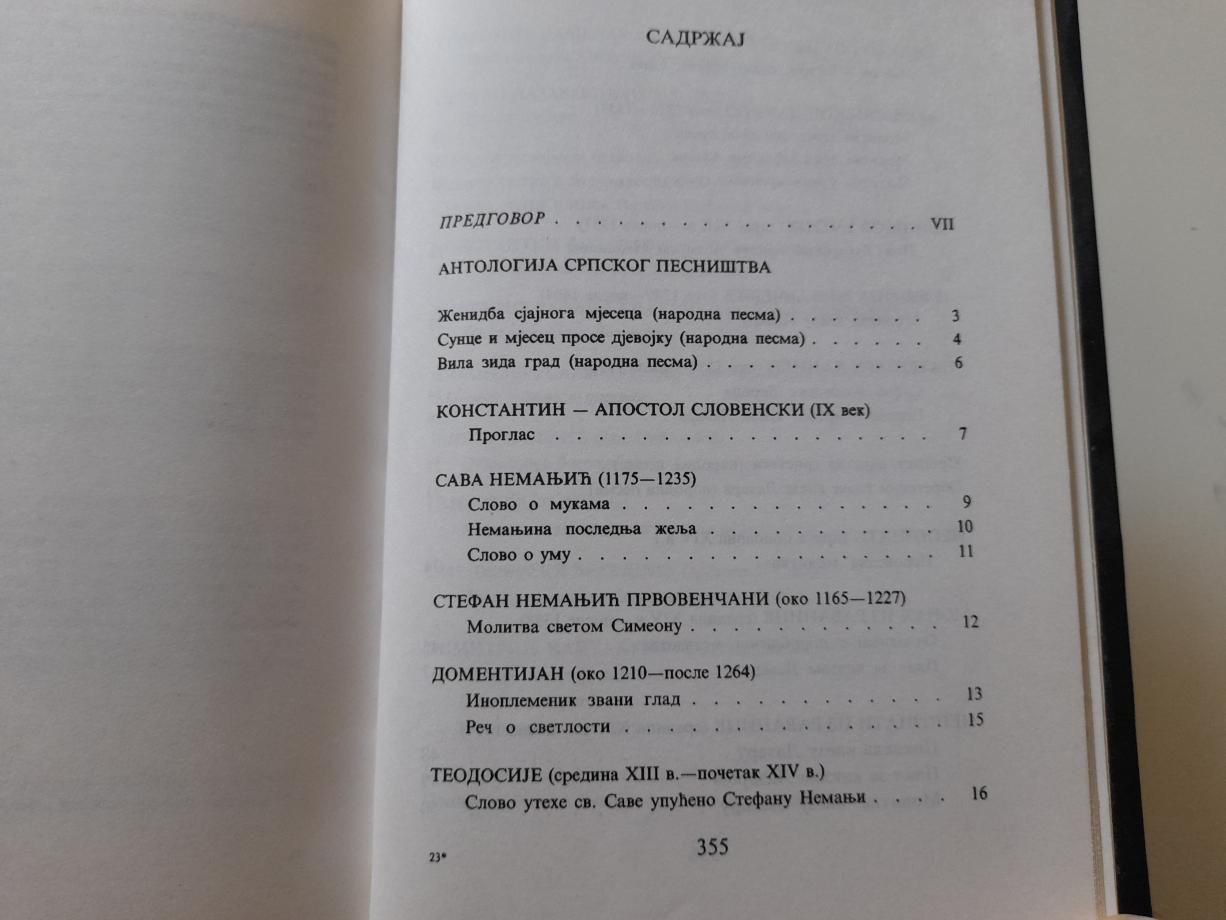 САДРЖАЈ
ПРЕДГОВОР . . . . . . . . . . . . . . . . . VII
АНТОЛОГИЈА СРПСКОГ ПЕСНИШТВА
Женидба сјајнога мјесеца (народна песма) . . . . . . . 3
Сунце и мјесец просе дјевојку (народна песма) . . . . . . 4
Вила зида град (народна песма) . . . . . . . . . . . 6
КОНСТАНТИН — АПОСТОЛ СЛОВЕНСКИ (IX век)
Проглас . . . . . . . . . . . . . . . . . . 7
САВА НЕМАЊИЋ (1175—1235)
Слово о мукама . . . . . . . . . . . . . . . 9
Немањина последња жеља . . . . . . . . . . . 10
Слово о уму . . . . . . . . . . . . . . . . . 11
СТЕФАН НЕМАЊИЋ ПРВОВЕНЧАНИ (око 1165—1227)
Молитва светом Симеону . . . . . . . . . . . . 12
ДОМЕНТИЈАН (око 1210—после 1264)
Иноплеменик звани глад . . . . . . . . . . . . 13
Реч о светлости . . . . . . . . . . . . . . . 15
ТЕОДОСИЈЕ (средина XIII в.—почетак XIV в.)
Слово утехе св. Саве упућено Стефану Немањи . . . . 16
23*
355